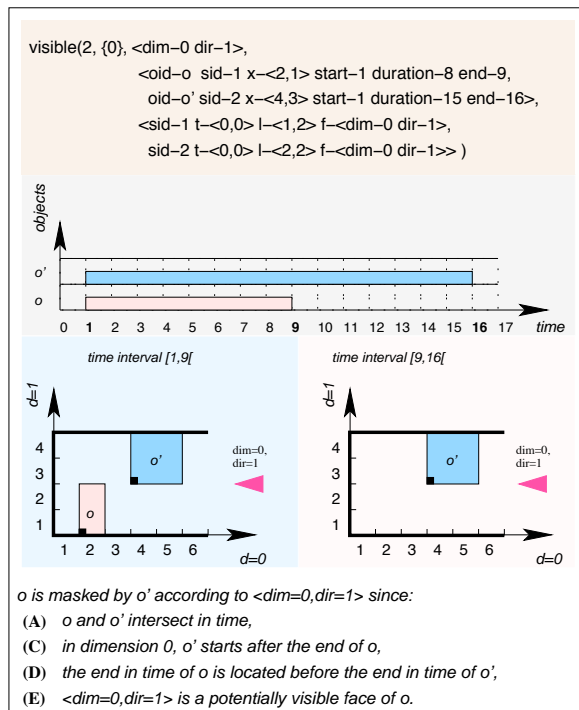 visible(2, {0}, <dim-0 dir-1>,
<oid-o sid-1 x-<2,1> start-1 duration-8 end-9,
oid-o' sid-2 x-<4,3> start-1 duration-15 end-16>,
<sid-1 t-<0,0> l-<1,2> f-<dim-0 dir-1>,
sid-2 t-<0,0> l-<2,2> f-<dim-0 dir-1>> )
objects
o'
o
0 1 2 3 4 5 6 7 8 9 10 11 12 13 14 15 16 17 time
time interval [1,9[
d=1
4
3
2
1
o'
o
dim=0,
dir=1
1 2 3 4 5 6
d=0
time interval [9,16[
d=1
4
3
2
1
o'
dim=0,
dir=1
1 2 3 4 5 6
d=0
o is masked by o' according to <dim=0,dir=1> since:
(A) o and o' intersect in time,
(C) in dimension 0, o' starts after the end of o,
(D) the end in time of o is located before the end in time of o',
(E) <dim=0,dir=1> is a potentially visible face of o.